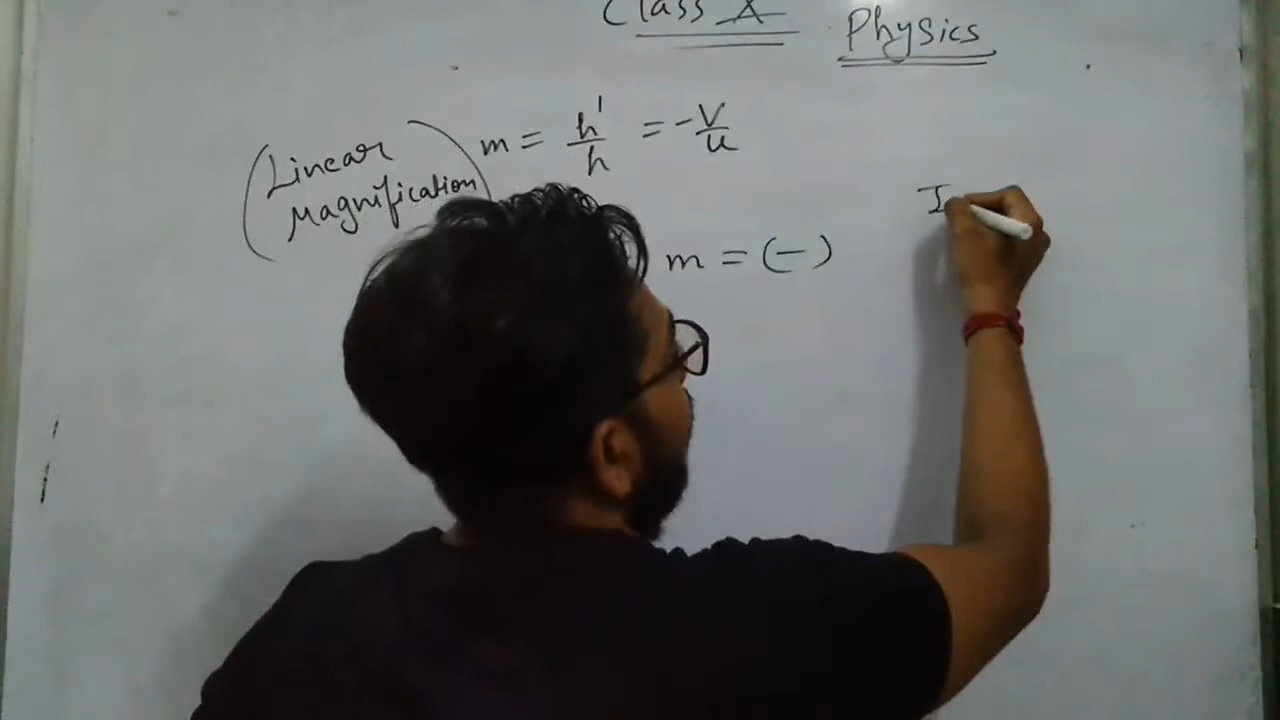 Class X Physics
(Linear Magnification) m = h'/h = -v/u
m = (-)
I